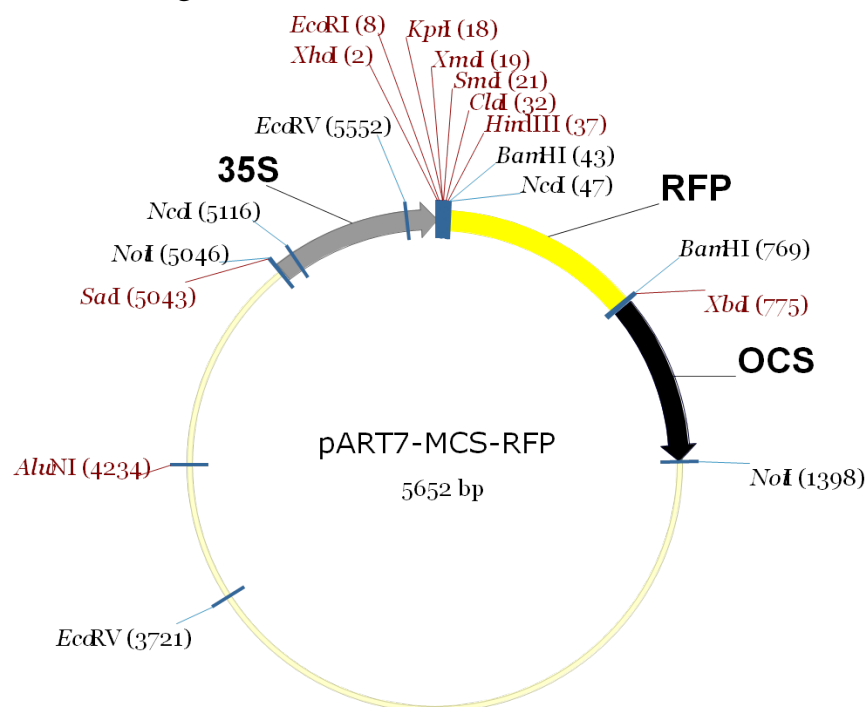 EcoRI (8)
KpnI (18)
XhoI (2)
XmaI (19)
SmaI (21)
ClaI (32)
EcoRV (5552)
HindIII (37)
BamHI (43)
35S
NcoI (47)
RFP
NcoI (5116)
NotI (5046)
BamHI (769)
SacI (5043)
XbaI (775)
OCS
pART7-MCS-RFP
AlwNI (4234)
NotI (1398)
5652 bp
EcoRV (3721)